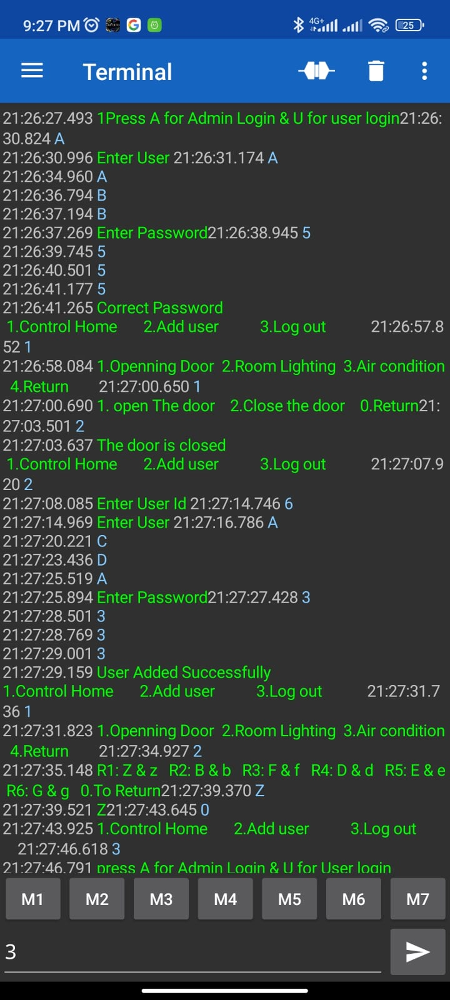 9:27 PM 4G+ 25
Terminal
21:26:27.493 1Press A for Admin Login & U for user login21:26:
30.824 A
21:26:30.996 Enter User 21:26:31.174 A
21:26:34.960 A
21:26:36.794 B
21:26:37.194 B
21:26:37.269 Enter Password21:26:38.945 5
21:26:39.745 5
21:26:40.501 5
21:26:41.177 5
21:26:41.265 Correct Password
1.Control Home 2.Add user 3.Log out 21:26:57.8
52 1
21:26:58.084 1.Openning Door 2.Room Lighting 3.Air condition
4.Return 21:27:00.650 1
21:27:00.690 1. open The door 2.Close the door 0.Return21:
27:03.501 2
21:27:03.637 The door is closed
1.Control Home 2.Add user 3.Log out 21:27:07.9
20 2
21:27:08.085 Enter User Id 21:27:14.746 6
21:27:14.969 Enter User 21:27:16.786 A
21:27:20.221 C
21:27:23.436 D
21:27:25.519 A
21:27:25.894 Enter Password21:27:27.428 3
21:27:28.501 3
21:27:28.769 3
21:27:29.001 3
21:27:29.159 User Added Successfully
1.Control Home 2.Add user 3.Log out 21:27:31.7
36 1
21:27:31.823 1.Openning Door 2.Room Lighting 3.Air condition
4.Return 21:27:34.927 2
21:27:35.148 R1: Z & z R2: B & b R3: F & f R4: D & d R5: E & e
R6: G & g 0.To Return21:27:39.370 Z
21:27:39.521 Z21:27:43.645 0
21:27:43.925 1.Control Home 2.Add user 3.Log out
21:27:46.618 3
21:27:46.791 press A for Admin Login & U for User login
M1 M2 M3 M4 M5 M6 M7
3